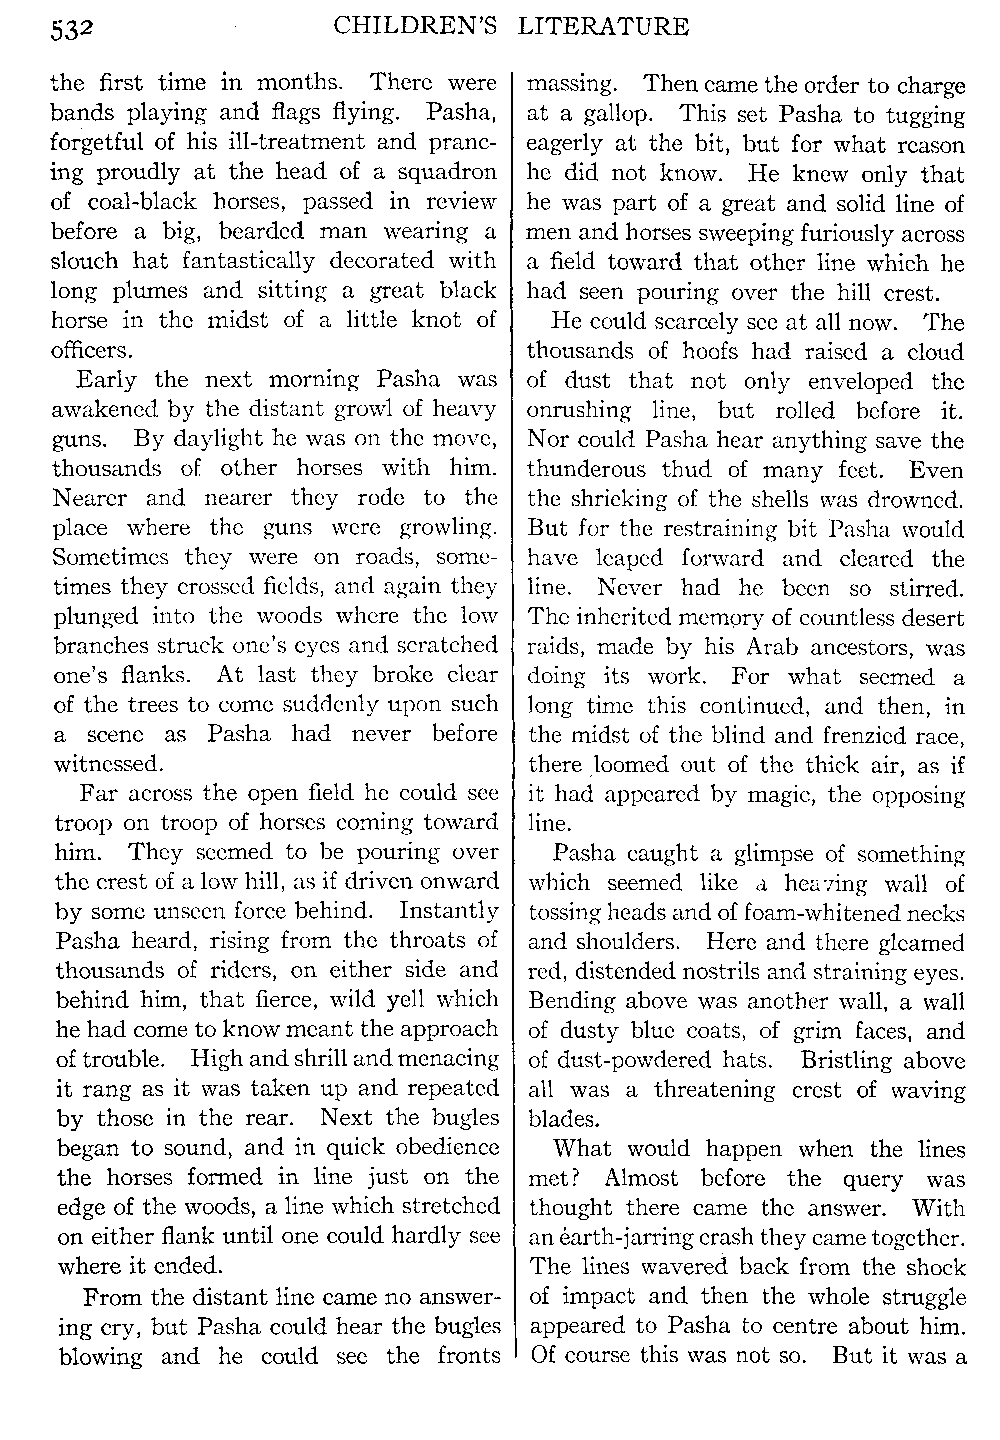 532 CHILDREN'S LITERATURE
the first time in months. There were
bands playing and flags flying. Pasha,
forgetful of his ill-treatment and pranc-
ing proudly at the head of a squadron
of coal-black horses, passed in review
before a big, bearded man wearing a
slouch hat fantastically decorated with
long plumes and sitting a great black
horse in the midst of a little knot of
officers.
Early the next morning Pasha was
awakened by the distant growl of heavy
guns. By daylight he was on the move,
thousands of other horses with him.
Nearer and nearer they rode to the
place where the guns were growling.
Sometimes they were on roads, some-
times they crossed fields, and again they
plunged into the woods where the low
branches struck one's eyes and scratched
one's flanks. At last they broke clear
of the trees to come suddenly upon such
a scene as Pasha had never before
witnessed.
Far across the open field he could see
troop on troop of horses coming toward
him. They seemed to be pouring over
the crest of a low hill, as if driven onward
by some unseen force behind. Instantly
Pasha heard, rising from the throats of
thousands of riders, on either side and
behind him, that fierce, wild yell which
he had come to know meant the approach
of trouble. High and shrill and menacing
it rang as it was taken up and repeated
by those in the rear. Next the bugles
began to sound, and in quick obedience
the horses formed in line just on the
edge of the woods, a line which stretched
on either flank until one could hardly see
where it ended.
From the distant line came no answer-
ing cry, but Pasha could hear the bugles
blowing and he could see the fronts
massing. Then came the order to charge
at a gallop. This set Pasha to tugging
eagerly at the bit, but for what reason
he did not know. He knew only that
he was part of a great and solid line of
men and horses sweeping furiously across
a field toward that other line which he
had seen pouring over the hill crest.
He could scarcely see at all now. The
thousands of hoofs had raised a cloud
of dust that not only enveloped the
onrushing line, but rolled before it.
Nor could Pasha hear anything save the
thunderous thud of many feet. Even
the shrieking of the shells was drowned.
But for the restraining bit Pasha would
have leaped forward and cleared the
line. Never had he been so stirred.
The inherited memory of countless desert
raids, made by his Arab ancestors, was
doing its work. For what seemed a
long time this continued, and then, in
the midst of the blind and frenzied race,
there loomed out of the thick air, as if
it had appeared by magic, the opposing
line.
Pasha caught a glimpse of something
which seemed like a heaving wall of
tossing heads and of foam-whitened necks
and shoulders. Here and there gleamed
red, distended nostrils and straining eyes.
Bending above was another wall, a wall
of dusty blue coats, of grim faces, and
of dust-powdered hats. Bristling above
all was a threatening crest of waving
blades.
What would happen when the lines
met? Almost before the query was
thought there came the answer. With
an earth-jarring crash they came together.
The lines wavered back from the shock
of impact and then the whole struggle
appeared to Pasha to centre about him.
Of course this was not so. But it was a